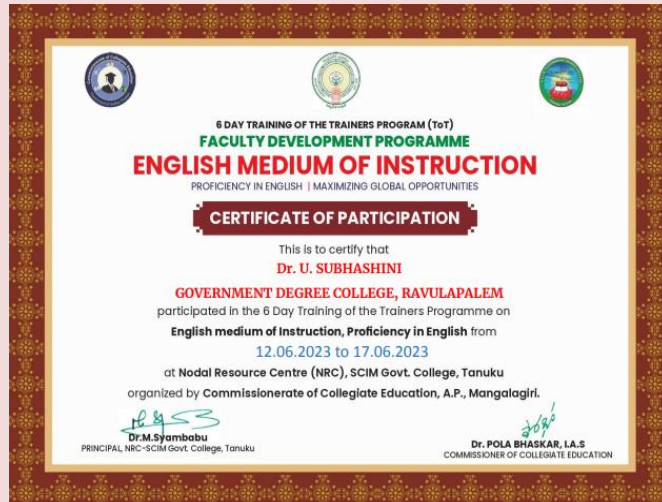 6 DAY TRAINING OF THE TRAINERS PROGRAM (ToT)
FACULTY DEVELOPMENT PROGRAMME
ENGLISH MEDIUM OF INSTRUCTION
PROFICIENCY IN ENGLISH | MAXIMIZING GLOBAL OPPORTUNITIES
CERTIFICATE OF PARTICIPATION
This is to certify that
Dr. U. SUBHASHINI
GOVERNMENT DEGREE COLLEGE, RAVULAPALEM
participated in the 6 Day Training of the Trainers Programme on
English medium of Instruction, Proficiency in English from
12.06.2023 to 17.06.2023
at Nodal Resource Centre (NRC), SCIM Govt. College, Tanuku
organized by Commissionerate of Collegiate Education, A.P., Mangalagiri.
Dr.M.Syambabu
PRINCIPAL, NRC-SCIM Govt. College, Tanuku
Dr. POLA BHASKAR, I.A.S
COMMISSIONER OF COLLEGIATE EDUCATION